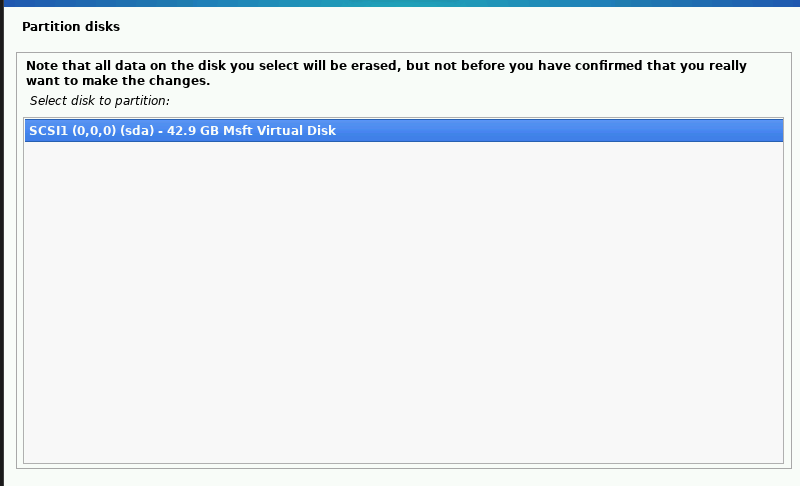 Partition disks
Note that all data on the disk you select will be erased, but not before you have confirmed that you really
want to make the changes.
Select disk to partition:
SCSI1 (0,0,0) (sda) - 42.9 GB Msft Virtual Disk